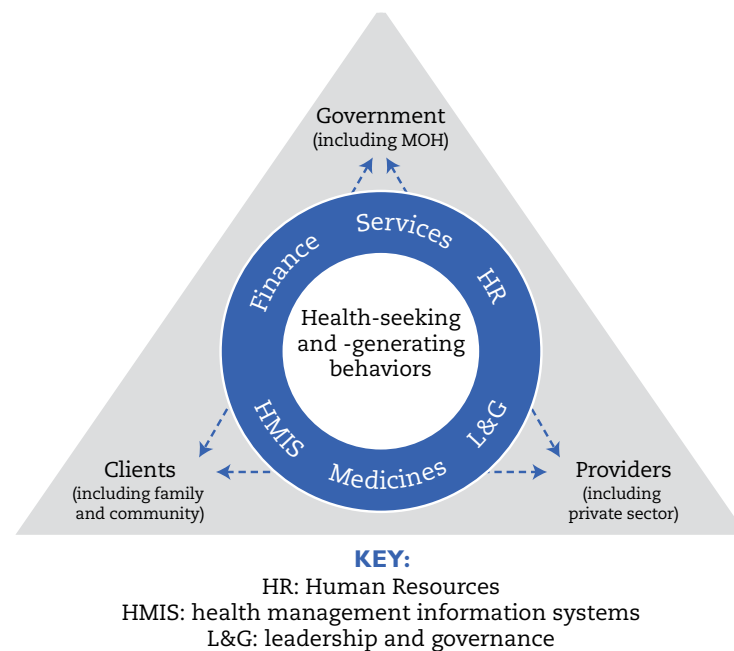 Government
(including MOH)
Services
Finance
HR
Health-seeking
and -generating
behaviors
HMIS
L&G
Medicines
Clients
(including family
and community)
Providers
(including
private sector)
KEY:
HR: Human Resources
HMIS: health management information systems
L&G: leadership and governance